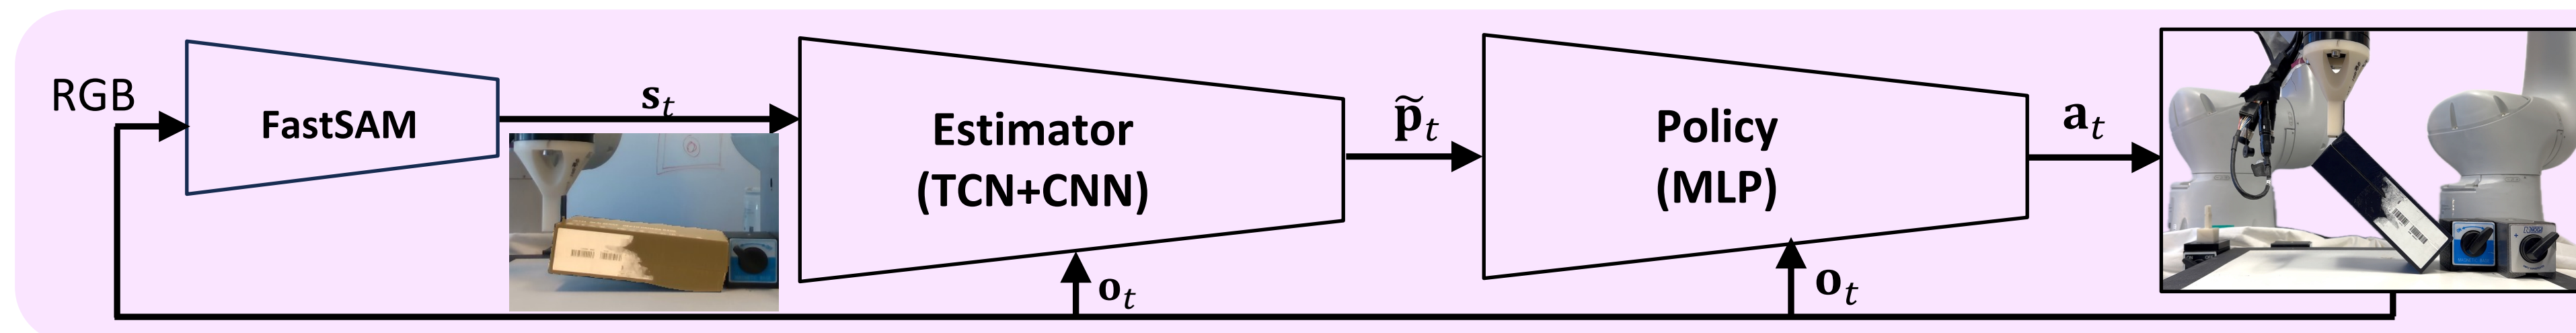 RGB
FastSAM
s_t
Estimator
(TCN+CNN)
o_t
p̃_t
Policy
(MLP)
o_t
a_t